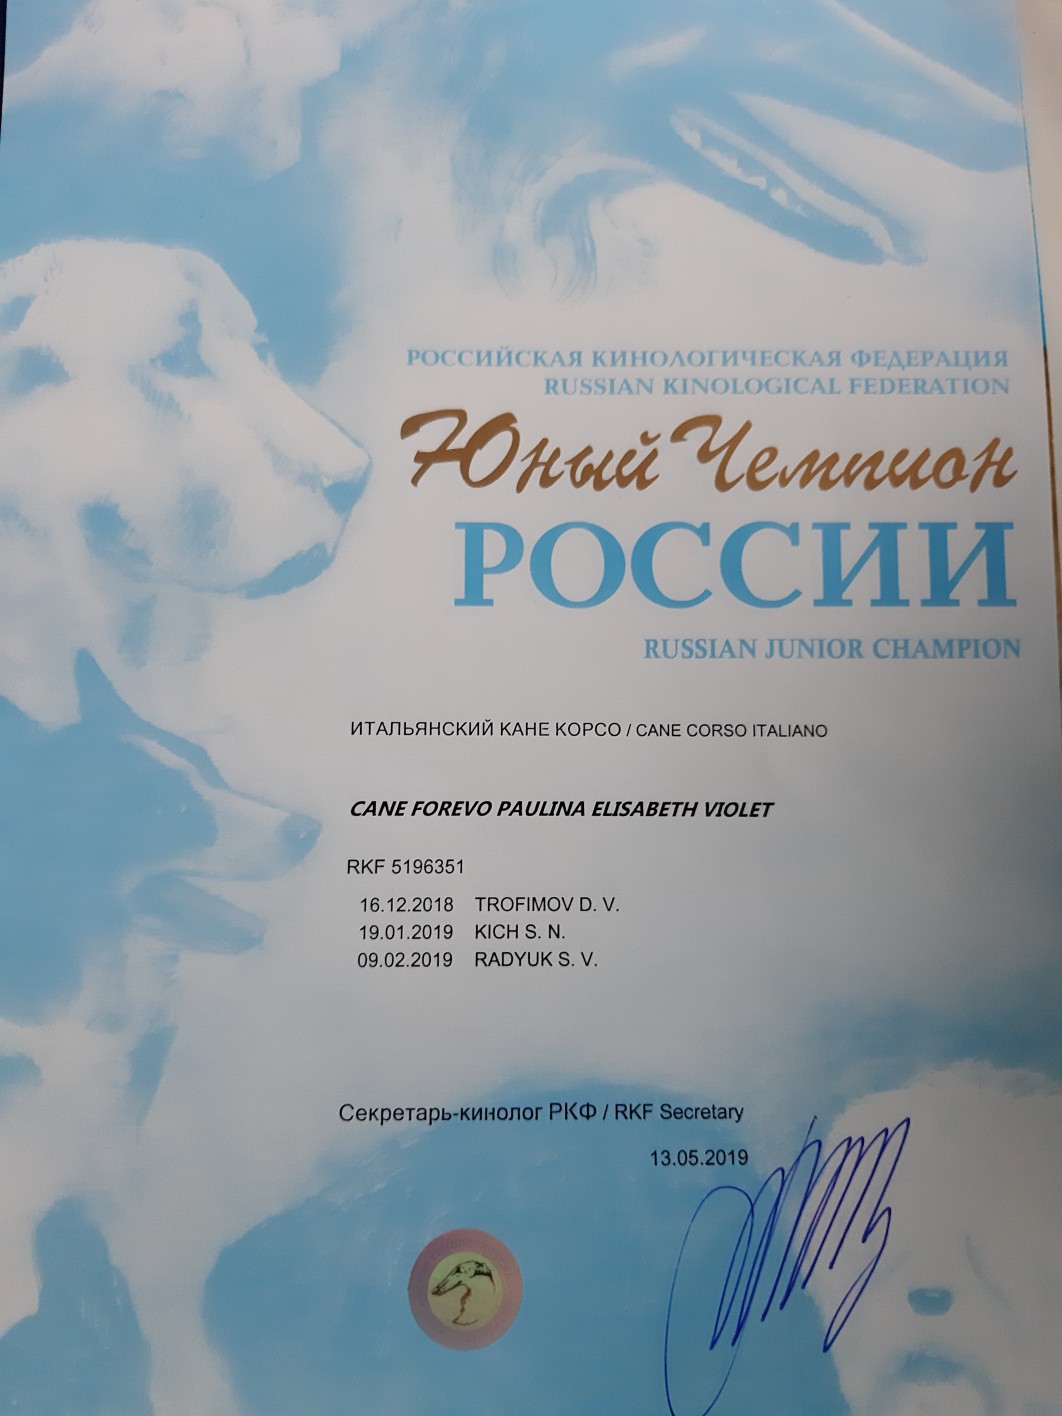 РОССИЙСКАЯ КИНОЛОГИЧЕСКАЯ ФЕДЕРАЦИЯ
RUSSIAN KINOLOGICAL FEDERATION
Юный Чемпион
РОССИИ
RUSSIAN JUNIOR CHAMPION
ИТАЛЬЯНСКИЙ КАНЕ КОРСО / CANE CORSO ITALIANO
CANE FOREVO PAULINA ELISABETH VIOLET
RKF 5196351
16.12.2018 TROFIMOV D. V.
19.01.2019 KICH S. N.
09.02.2019 RADYUK S. V.
Секретарь-кинолог РКФ / RKF Secretary
13.05.2019